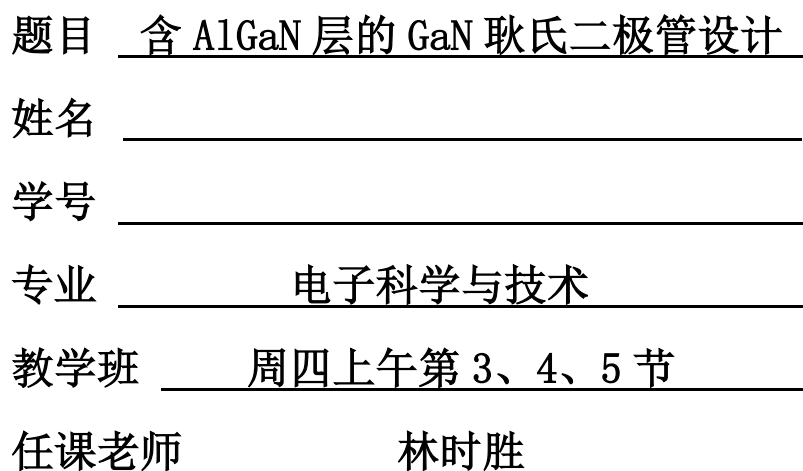 题目 含 AlGaN 层的 GaN 耿氏二极管设计
姓名
学号
专业 电子科学与技术
教学班 周四上午第 3、4、5 节
任课老师 林时胜